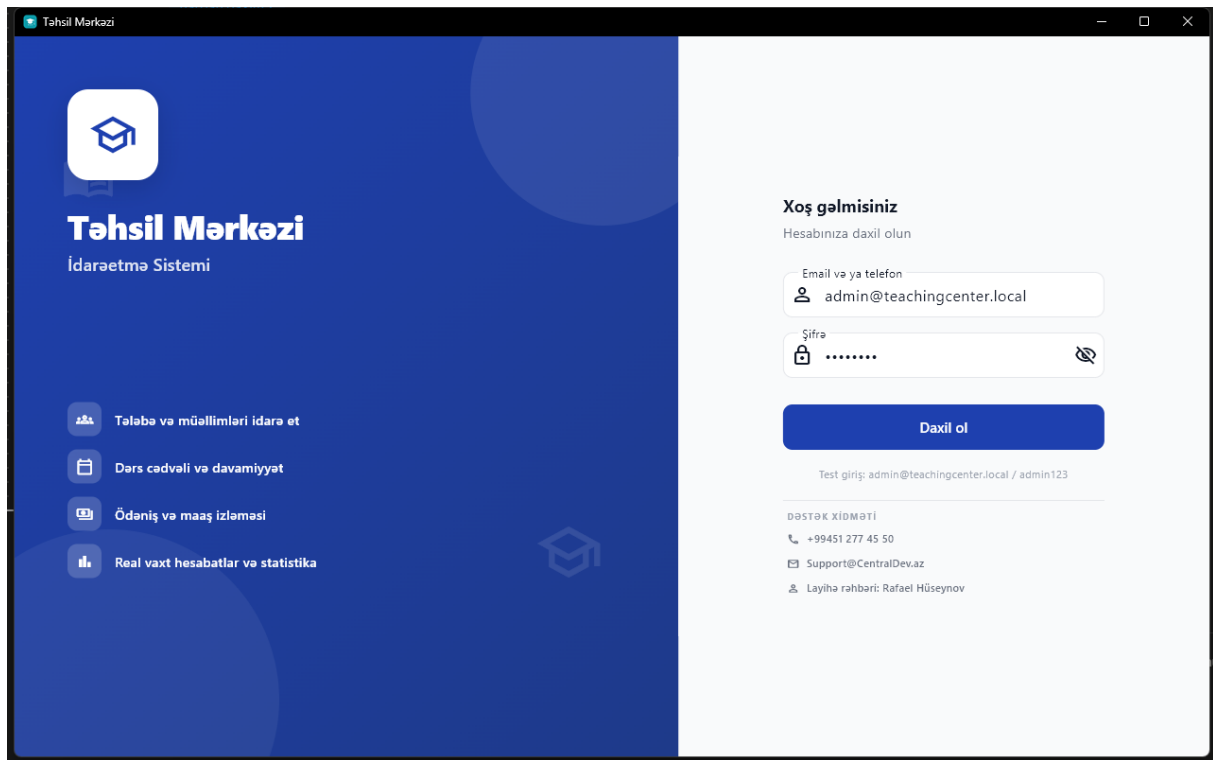 Təhsil Mərkəzi
Təhsil Mərkəzi
İdarəetmə Sistemi
Tələbə və müəllimləri idarə et
Dərs cədvəli və davamiyyət
Ödəniş və maaş izləməsi
Real vaxt hesabatlar və statistika
Xoş gəlmisiniz
Hesabınıza daxil olun
Email və ya telefon
admin@teachingcenter.local
Şifrə
••••••••
Daxil ol
Test giriş: admin@teachingcenter.local / admin123
DƏSTƏK XİDMƏTİ
+99451 277 45 50
Support@CentralDev.az
Layihə rəhbəri: Rafael Hüseynov